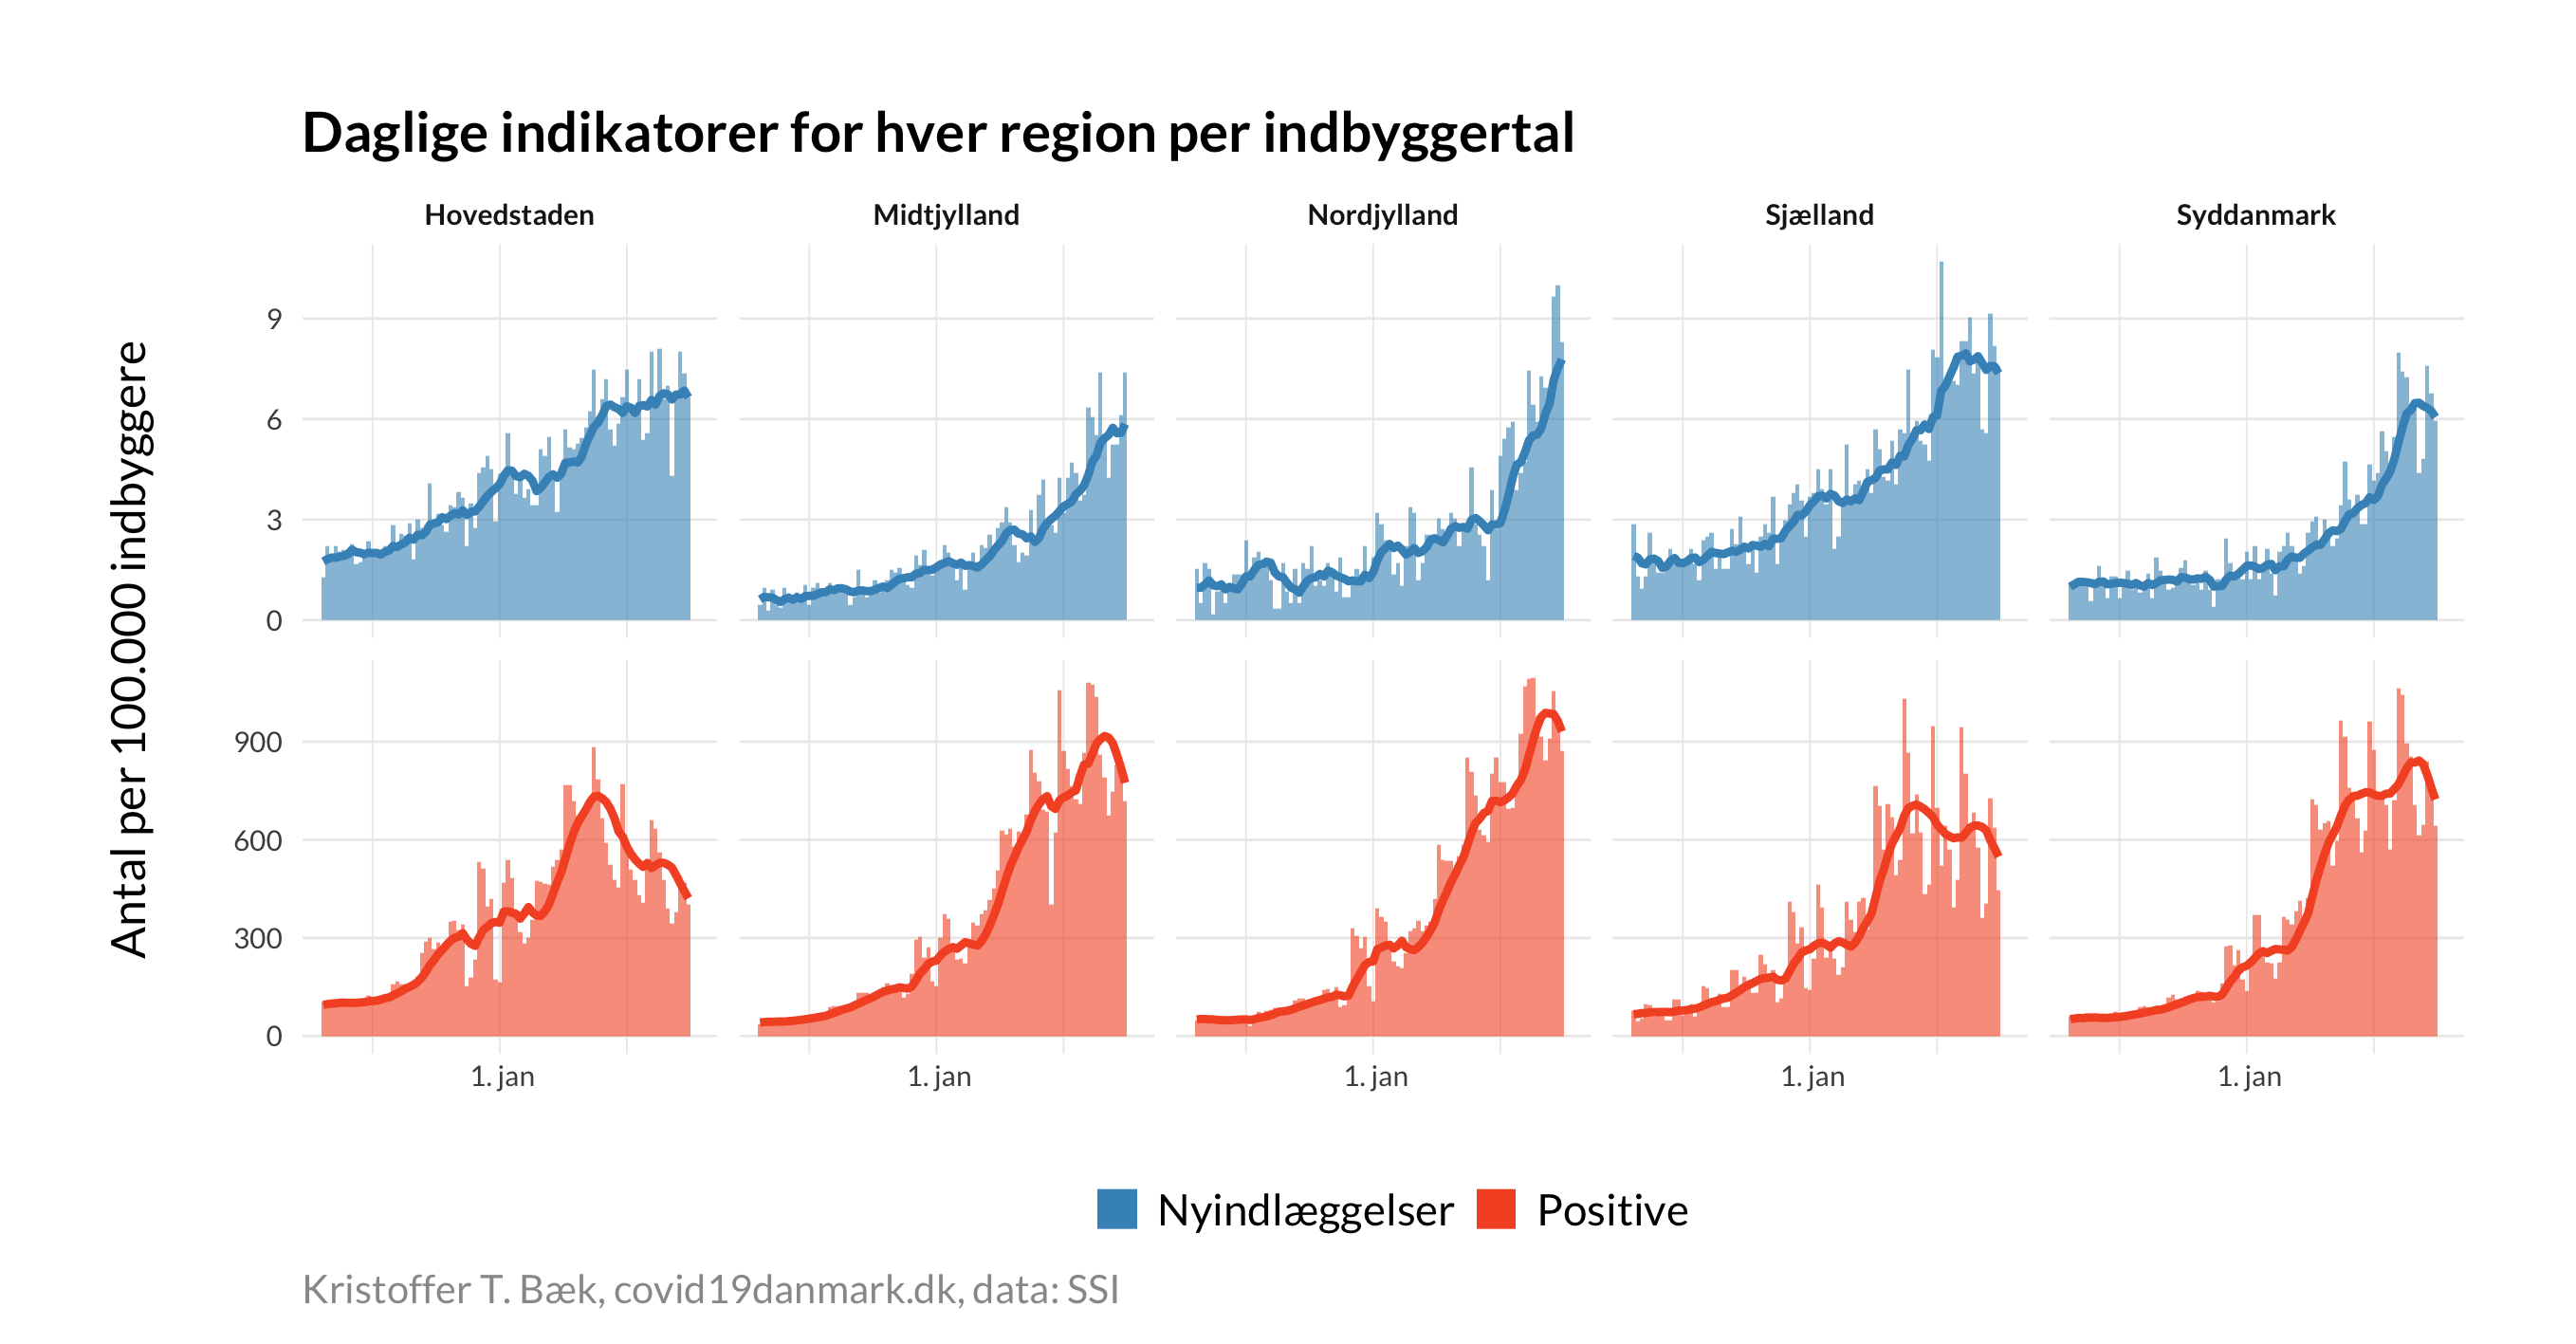 Daglige indikatorer for hver region per indbyggertal
Hovedstaden
Midtjylland
Nordjylland
Sjælland
Syddanmark
Antal per 100.000 indbyggere
9
6
3
0
900
600
300
0
1. jan
1. jan
1. jan
1. jan
1. jan
Nyindlæggelser
Positive
Kristoffer T. Bæk, covid19danmark.dk, data: SSI